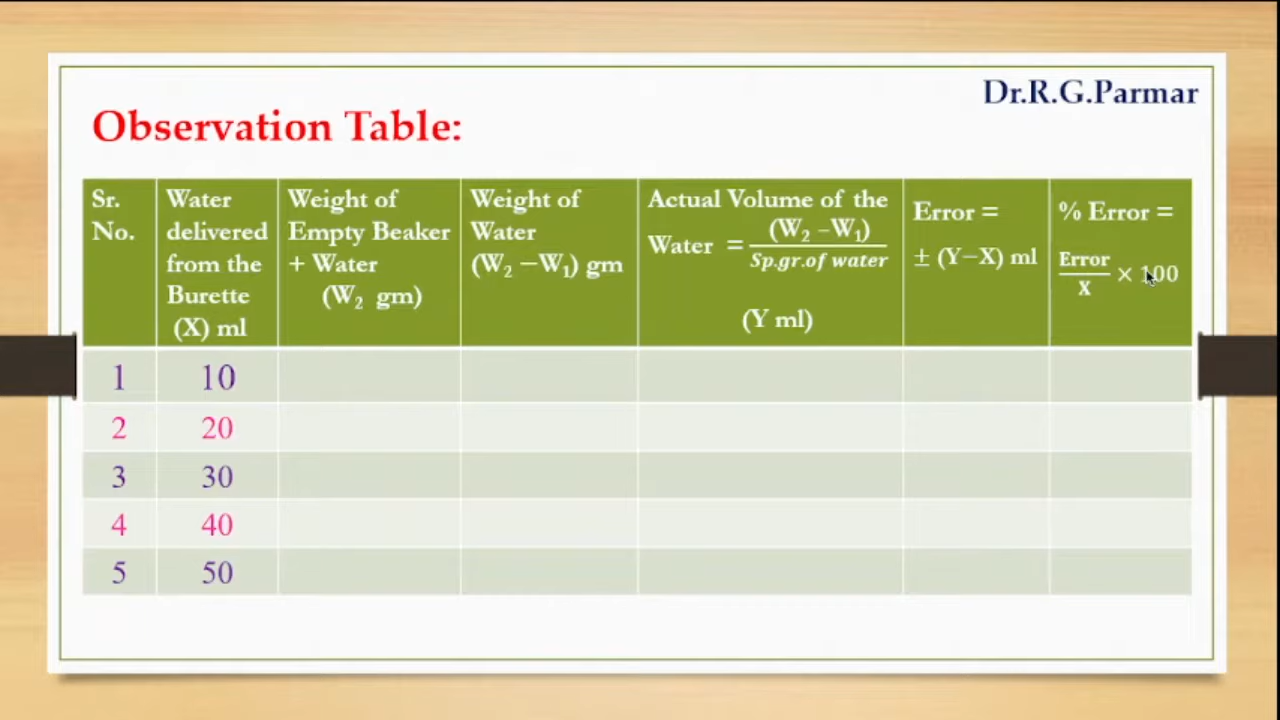 Dr.R.G.Parmar
Observation Table:
Sr.
No.
Water
delivered
from the
Burette
(X) ml
Weight of
Empty Beaker
+ Water
(W₂ gm)
Weight of
Water
(W₂ −W₁) gm
Actual Volume of the
Water = (W₂ −W₁)
Sp.gr.of water
(Y ml)
Error =
± (Y−X) ml
% Error =
Error
X
× 100
1 10
2 20
3 30
4 40
5 50